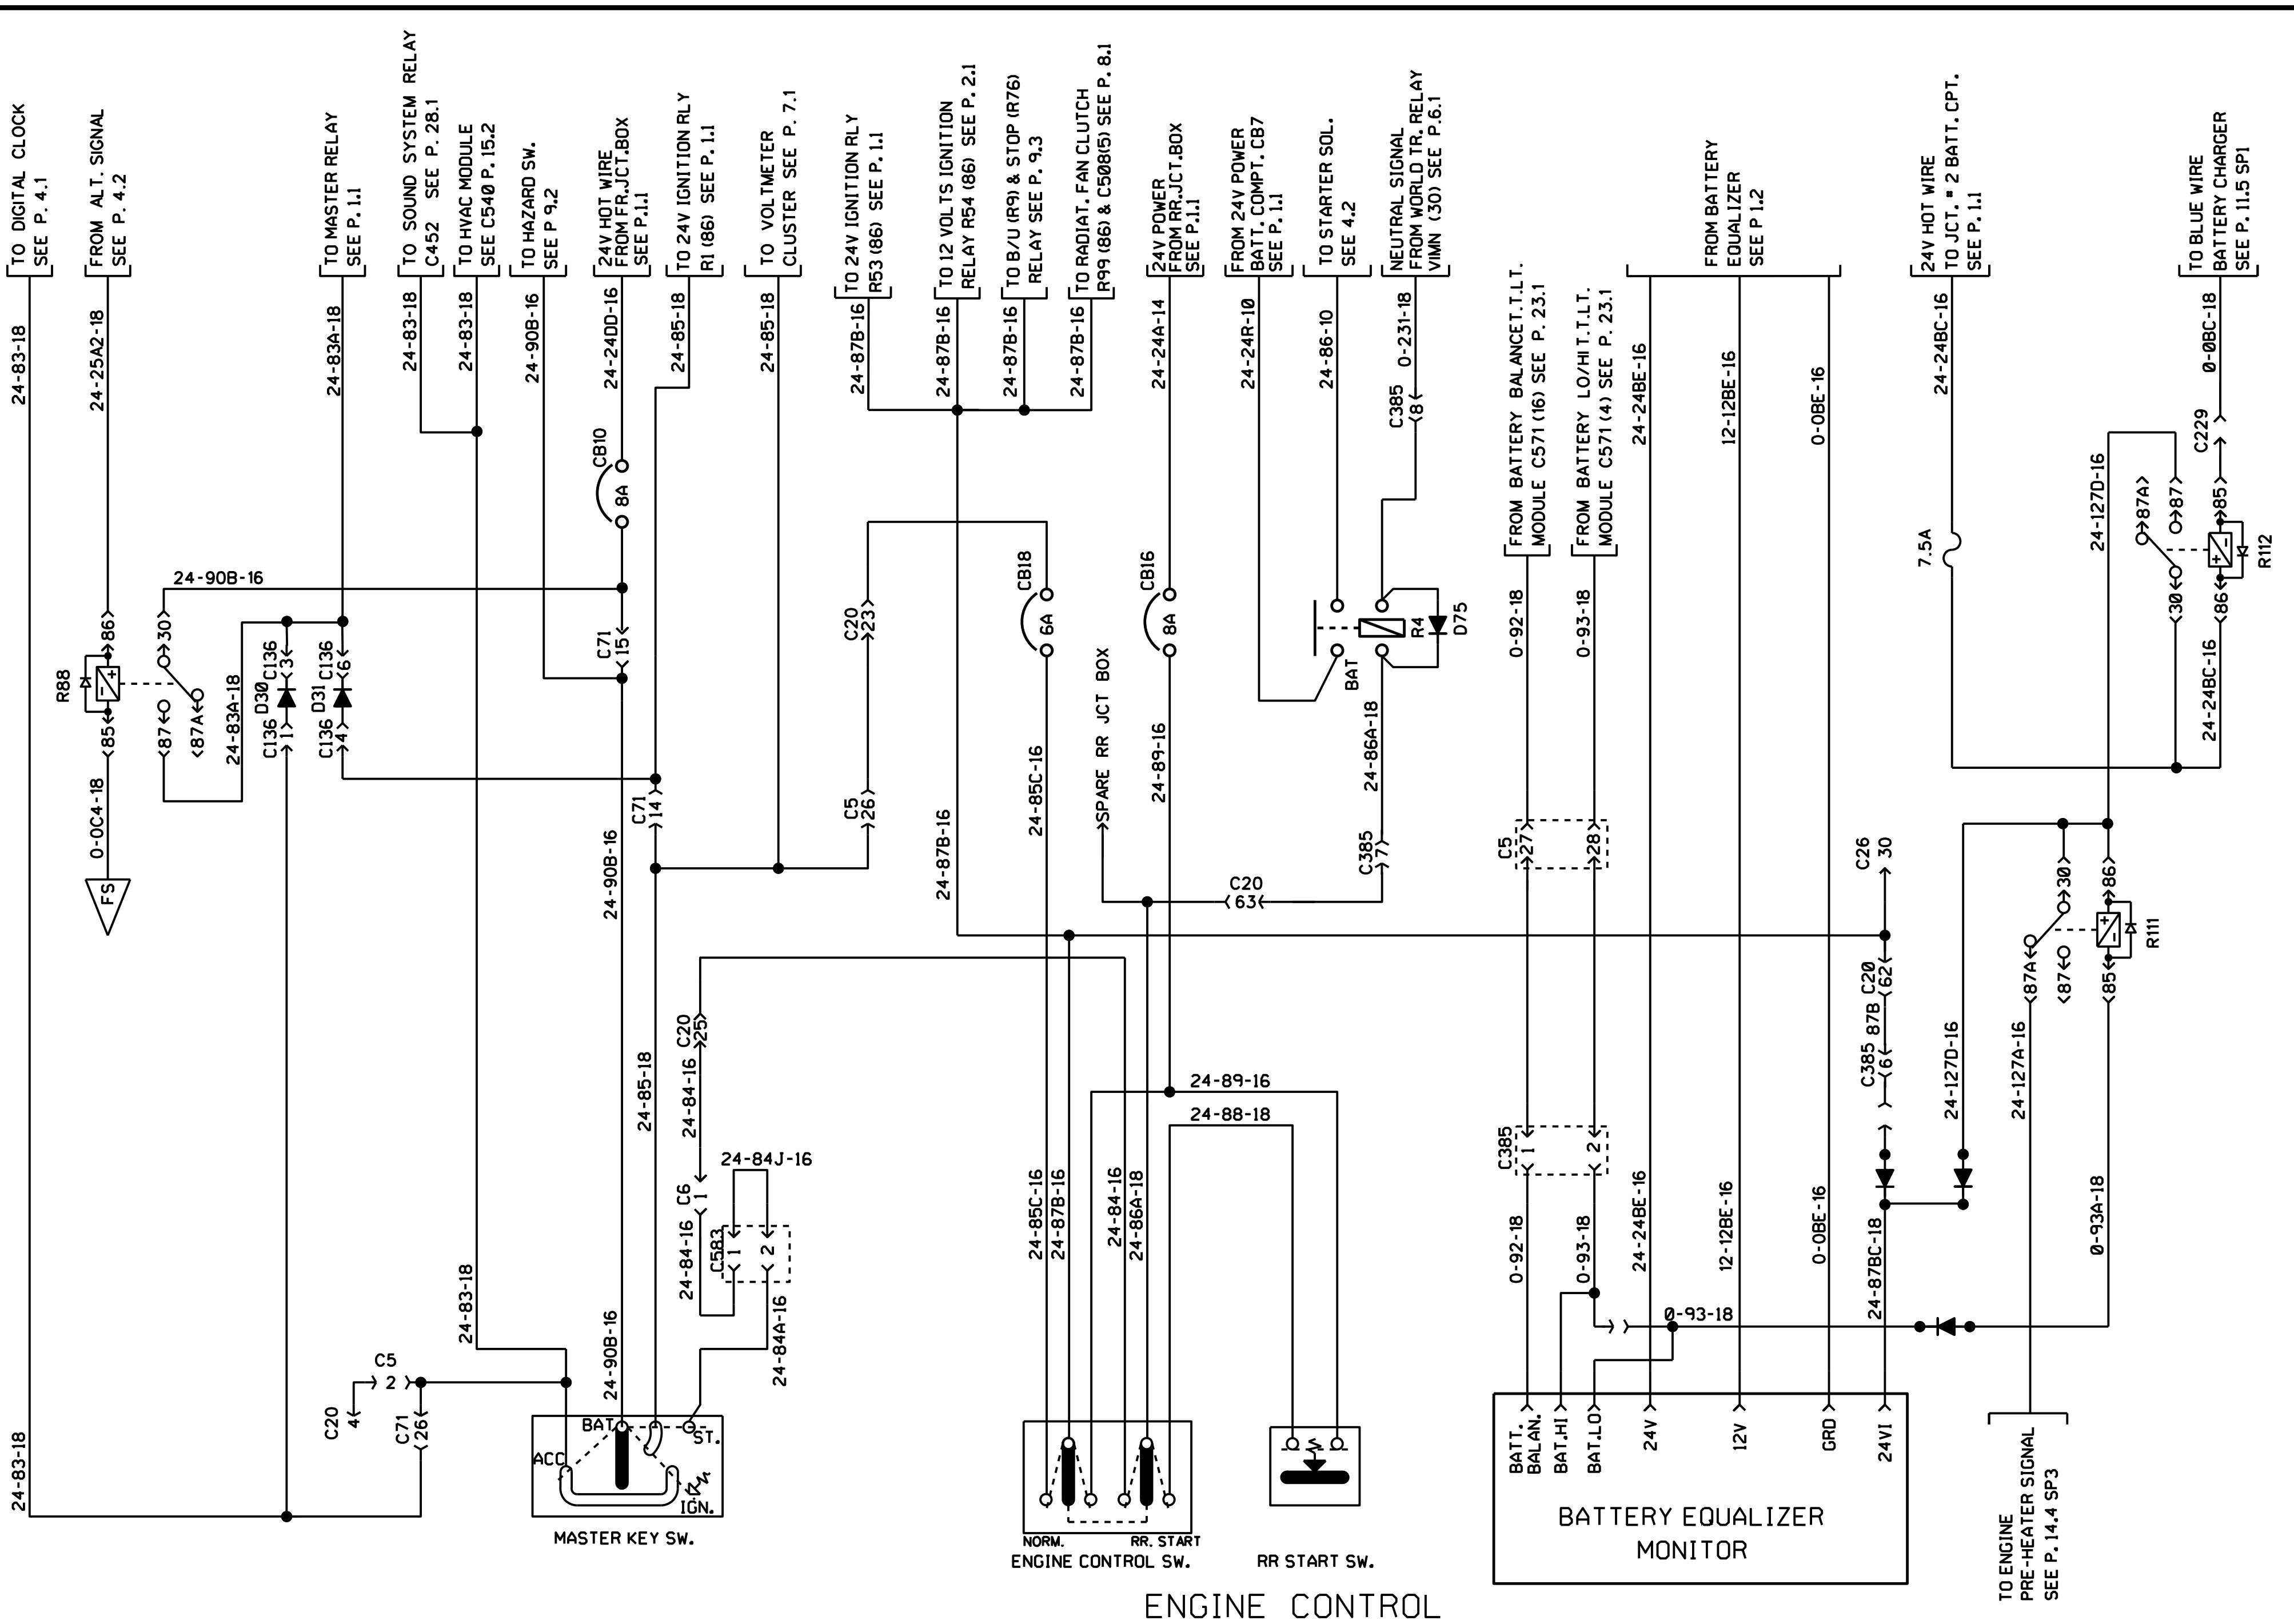 TO DIGITAL CLOCK
SEE P. 4.1
FROM ALT. SIGNAL
SEE P. 4.2
TO MASTER RELAY
SEE P. 1.1
TO SOUND SYSTEM RELAY
C452 SEE P. 28.1
TO HVAC MODULE
SEE C540 P. 15.2
TO HAZARD SW.
SEE P 9.2
24V HOT WIRE
FROM FR.JCT.BOX
SEE P.1.1
TO 24V IGNITION RLY
R1 (86) SEE P. 1.1
TO VOLTMETER
CLUSTER SEE P. 7.1
TO 24V IGNITION RLY
R53 (86) SEE P. 1.1
TO 12 VOLTS IGNITION
RELAY R54 (86) SEE P. 2.1
TO B/U (R9) & STOP (R76)
RELAY SEE P. 9.3
TO RADIAT. FAN CLUTCH
R99 (86) & C508(5) SEE P. 8.1
24V POWER
FROM RR.JCT.BOX
SEE P.1.1
FROM 24V POWER
BATT. COMPT. CB7
SEE P. 1.1
TO STARTER SOL.
SEE 4.2
NEUTRAL SIGNAL
FROM WORLD TR. RELAY
VIMN (30) SEE P.6.1
FROM BATTERY BALANCET.T.LT.
MODULE C571 (16) SEE P. 23.1
FROM BATTERY LO/HI T.T.LT.
MODULE C571 (4) SEE P. 23.1
FROM BATTERY
EQUALIZER
SEE P 1.2
24V HOT WIRE
TO JCT. # 2 BATT. CPT.
SEE P. 1.1
TO BLUE WIRE
BATTERY CHARGER
SEE P. 11.5 SP1
24-83-18
24-25A2-18
24-83A-18
24-83-18
24-83-18
24-90B-16
24-24DD-16
24-85-18
24-85-18
24-87B-16
24-87B-16
24-87B-16
24-87B-16
24-24A-14
24-24R-10
24-86-10
0-231-18
C385
8
24-24BE-16
12-12BE-16
0-0BE-16
24-24BC-16
0-0BC-18
CB10
8A
C229
24-127D-16
87A
87
85
7.5A
R112
30
86
24-24BC-16
24-90B-16
86
30
R88
85
87
87A
24-83A-18
C136
3
D30
C136
1
C136
6
D31
C136
4
C71
15
C20
23
CB18
6A
CB16
8A
BAT
R4
D75
0-92-18
0-93-18
0-0C4-18
FS
C71
14
24-90B-16
C5
26
24-87B-16
24-85C-16
SPARE RR JCT BOX
24-89-16
24-86A-18
C385
7
C20
63
C5
27
28
C26
30
30
86
R111
87A
87
85
C20
62
87B
C385
6
24-85-18
C20
25
24-84-16
24-84J-16
C6
1
24-84-16
C583
1
2
24-84A-16
24-89-16
24-88-18
24-85C-16
24-87B-16
24-84-16
24-86A-18
C385
1
2
0-92-18
0-93-18
24-24BE-16
12-12BE-16
0-0BE-16
24-87BC-18
24-127D-16
24-127A-16
0-93A-18
0-93-18
24-83-18
24-90B-16
24-83-18
C5
2
C20
4
C71
26
BAT
ST.
ACC
IGN.
MASTER KEY SW.
NORM.
RR. START
ENGINE CONTROL SW.
RR START SW.
BATT.
BALAN.
BAT.HI
BAT.LO
24V
12V
GRD
24VI
BATTERY EQUALIZER
MONITOR
TO ENGINE
PRE-HEATER SIGNAL
SEE P. 14.4 SP3
ENGINE CONTROL